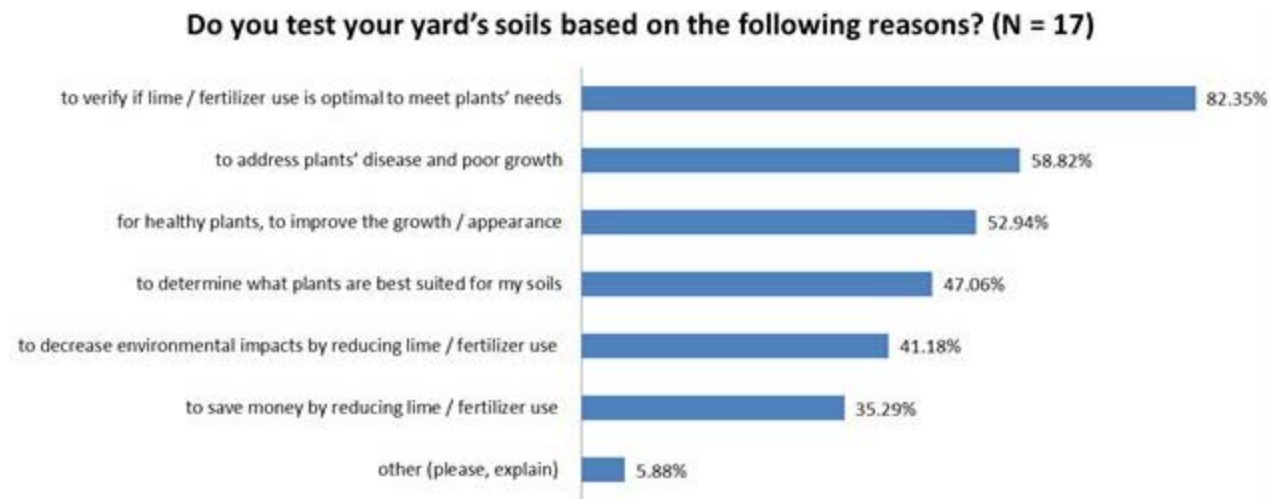 Do you test your yard’s soils based on the following reasons? (N = 17)
to verify if lime / fertilizer use is optimal to meet plants’ needs 82.35%
to address plants’ disease and poor growth 58.82%
for healthy plants, to improve the growth / appearance 52.94%
to determine what plants are best suited for my soils 47.06%
to decrease environmental impacts by reducing lime / fertilizer use 41.18%
to save money by reducing lime / fertilizer use 35.29%
other (please, explain) 5.88%